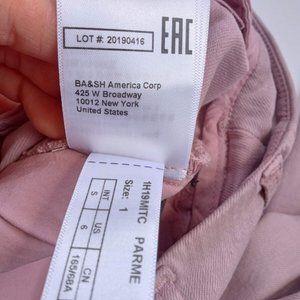 LOT #: 20190416
EAC
BA&SH America Corp
425 W Broadway
10012 New York
United States
1H19MITC PARME
Size: 1
INT US CN
S 6 165/68A